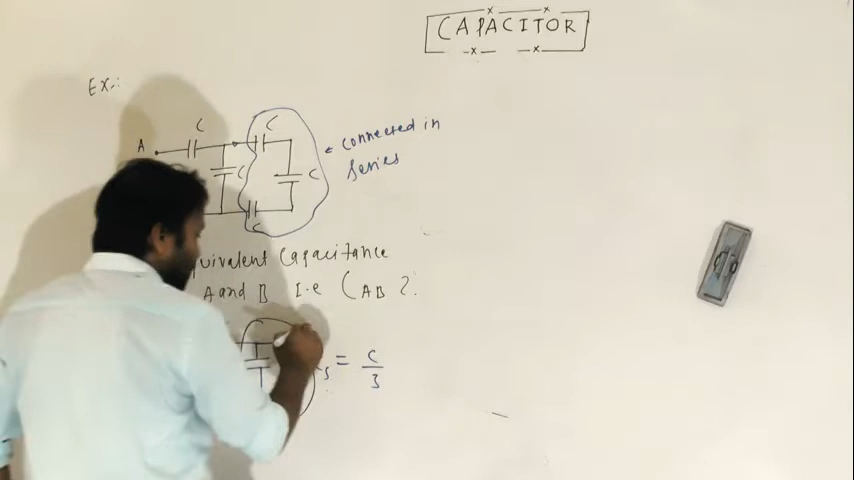 CAPACITOR
Ex:
C C
A
← connected in
series
C C
C
uivalent Capacitance
A and B I.e CAB ?
C
s = C
3